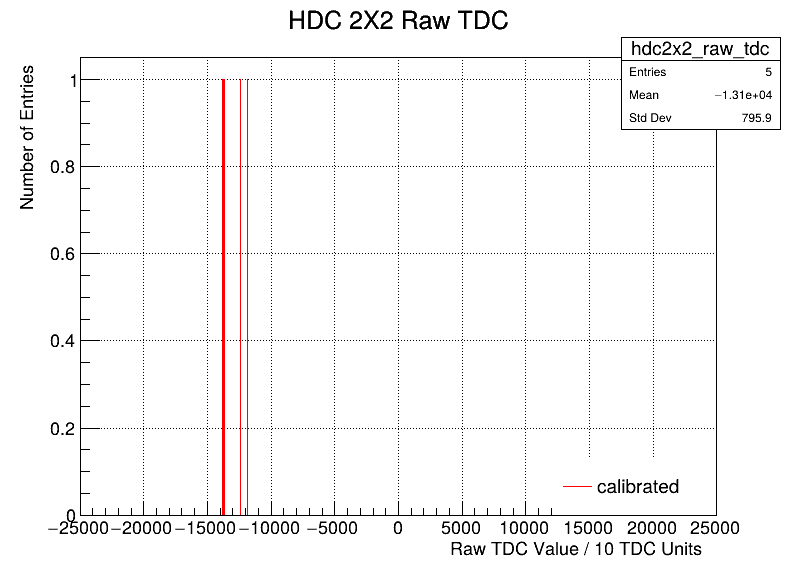 HDC 2X2 Raw TDC
hdc2x2_raw_tdc
Entries 5
Mean −1.31e+04
Std Dev 795.9
Number of Entries
1
0.8
0.6
0.4
0.2
0
−25000 −20000 −15000 −10000 −5000 0 5000 10000 15000 20000 25000
calibrated
Raw TDC Value / 10 TDC Units